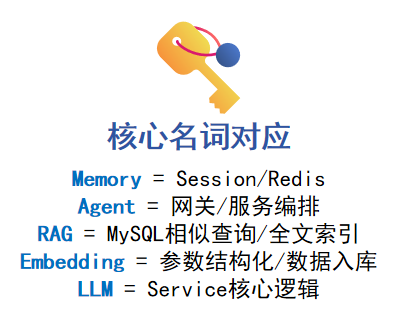 核心名词对应
Memory = Session/Redis
Agent = 网关/服务编排
RAG = MySQL相似查询/全文索引
Embedding = 参数结构化/数据入库
LLM = Service核心逻辑